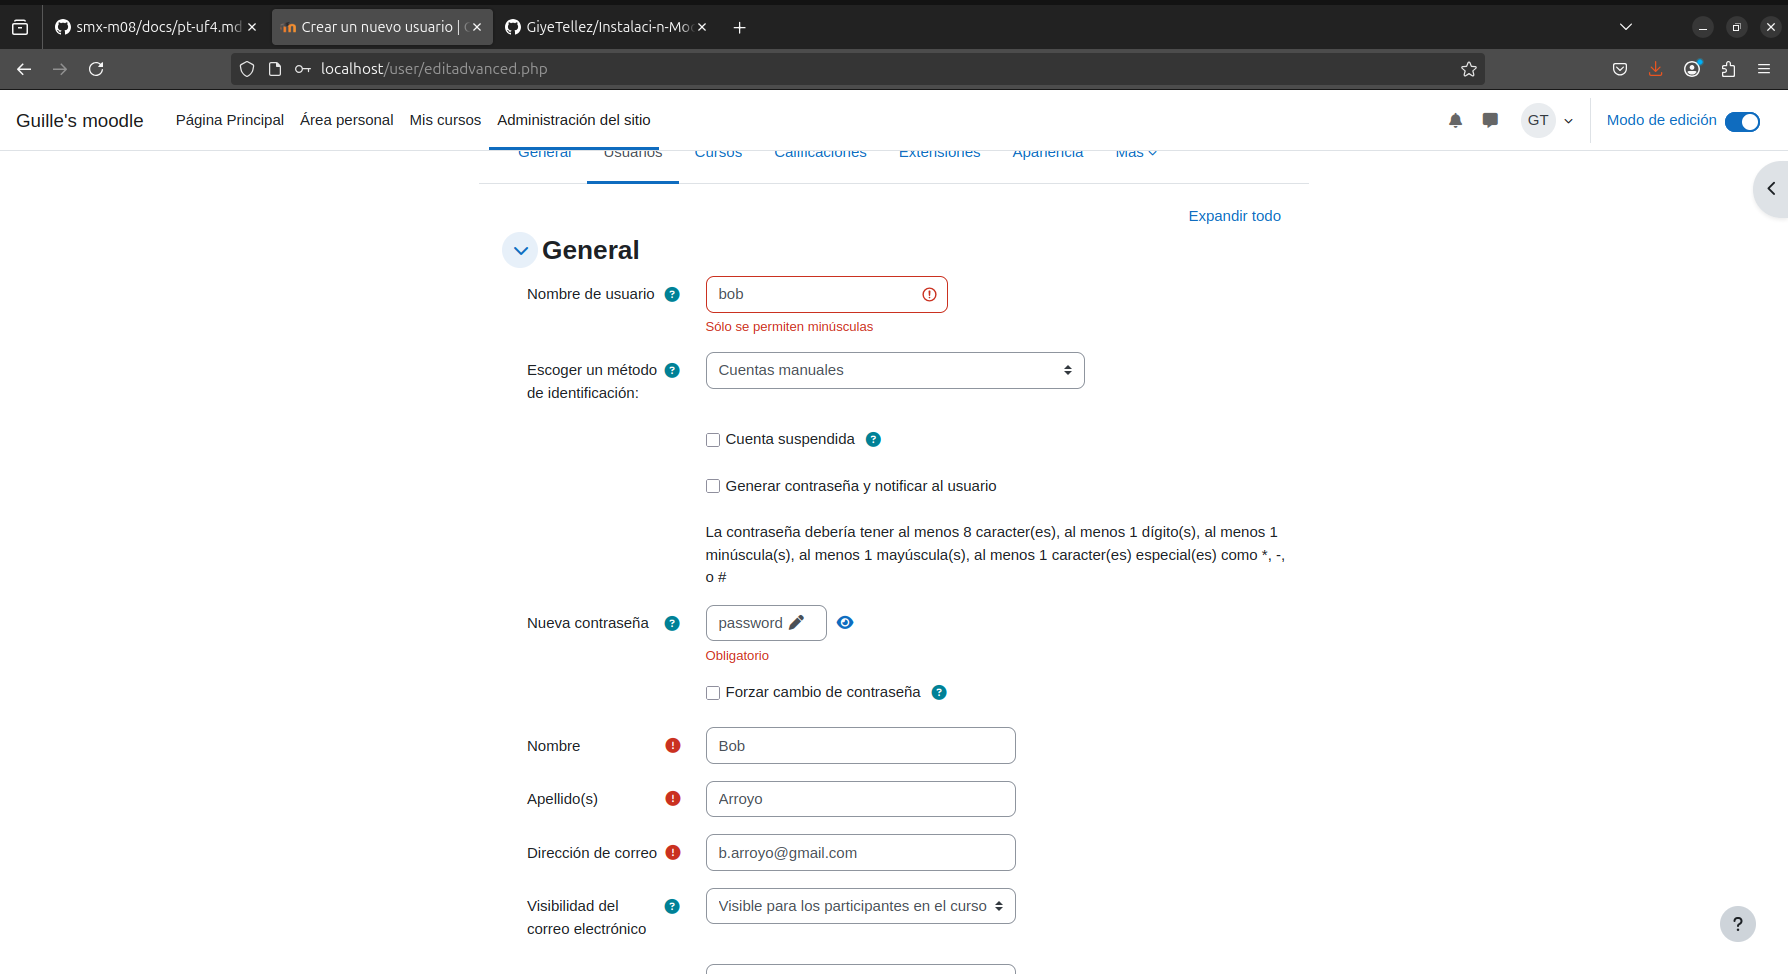 smx-m08/docs/pt-uf4.md
Crear un nuevo usuario |
GiyeTellez/Instalaci-n-Mo
localhost/user/editadvanced.php
Guille's moodle
Página Principal
Área personal
Mis cursos
Administración del sitio
GT
Modo de edición
General
Usuarios
Cursos
Calificaciones
Extensiones
Apariencia
Más
Expandir todo
General
Nombre de usuario
?
bob
Sólo se permiten minúsculas
Escoger un método
de identificación:
?
Cuentas manuales
Cuenta suspendida ?
Generar contraseña y notificar al usuario
La contraseña debería tener al menos 8 caracter(es), al menos 1 dígito(s), al menos 1
minúscula(s), al menos 1 mayúscula(s), al menos 1 caracter(es) especial(es) como *, -,
o #
Nueva contraseña
?
password
Obligatorio
Forzar cambio de contraseña ?
Nombre
!
Bob
Apellido(s)
!
Arroyo
Dirección de correo
!
b.arroyo@gmail.com
Visibilidad del
correo electrónico
?
Visible para los participantes en el curso
?